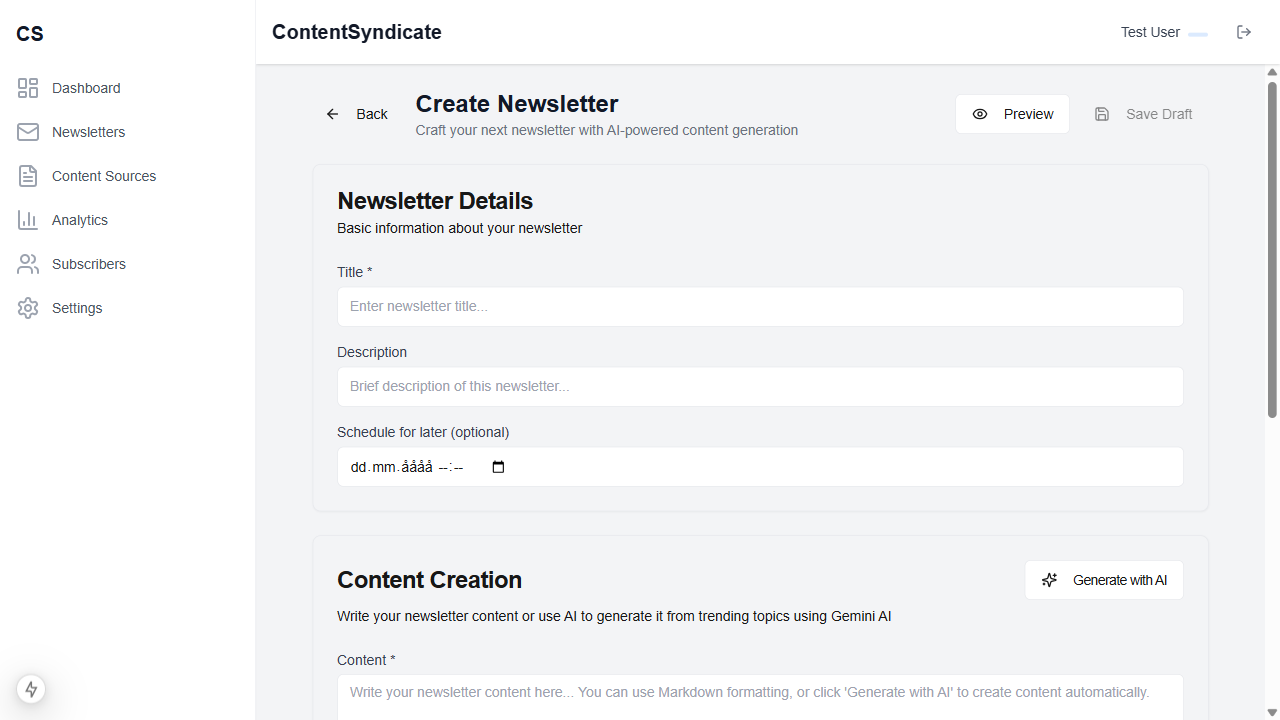 CS
ContentSyndicate
Test User
Dashboard
Newsletters
Content Sources
Analytics
Subscribers
Settings
Back
Create Newsletter
Craft your next newsletter with AI-powered content generation
Preview
Save Draft
Newsletter Details
Basic information about your newsletter
Title *
Enter newsletter title...
Description
Brief description of this newsletter...
Schedule for later (optional)
dd.mm.åååå --:--
Content Creation
Generate with AI
Write your newsletter content or use AI to generate it from trending topics using Gemini AI
Content *
Write your newsletter content here... You can use Markdown formatting, or click 'Generate with AI' to create content automatically.